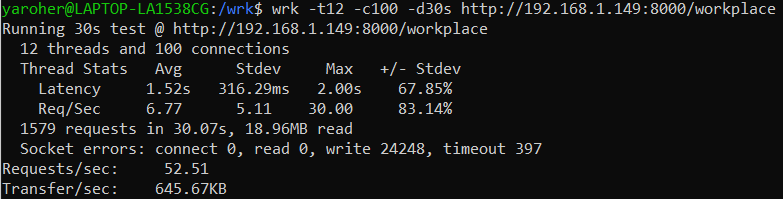 yaroher@LAPTOP-LA1538CG:/wrk$ wrk -t12 -c100 -d30s http://192.168.1.149:8000/workplace
Running 30s test @ http://192.168.1.149:8000/workplace
  12 threads and 100 connections
  Thread Stats   Avg      Stdev     Max   +/- Stdev
    Latency     1.52s   316.29ms   2.00s    67.85%
    Req/Sec     6.77      5.11    30.00     83.14%
  1579 requests in 30.07s, 18.96MB read
  Socket errors: connect 0, read 0, write 24248, timeout 397
Requests/sec:     52.51
Transfer/sec:    645.67KB